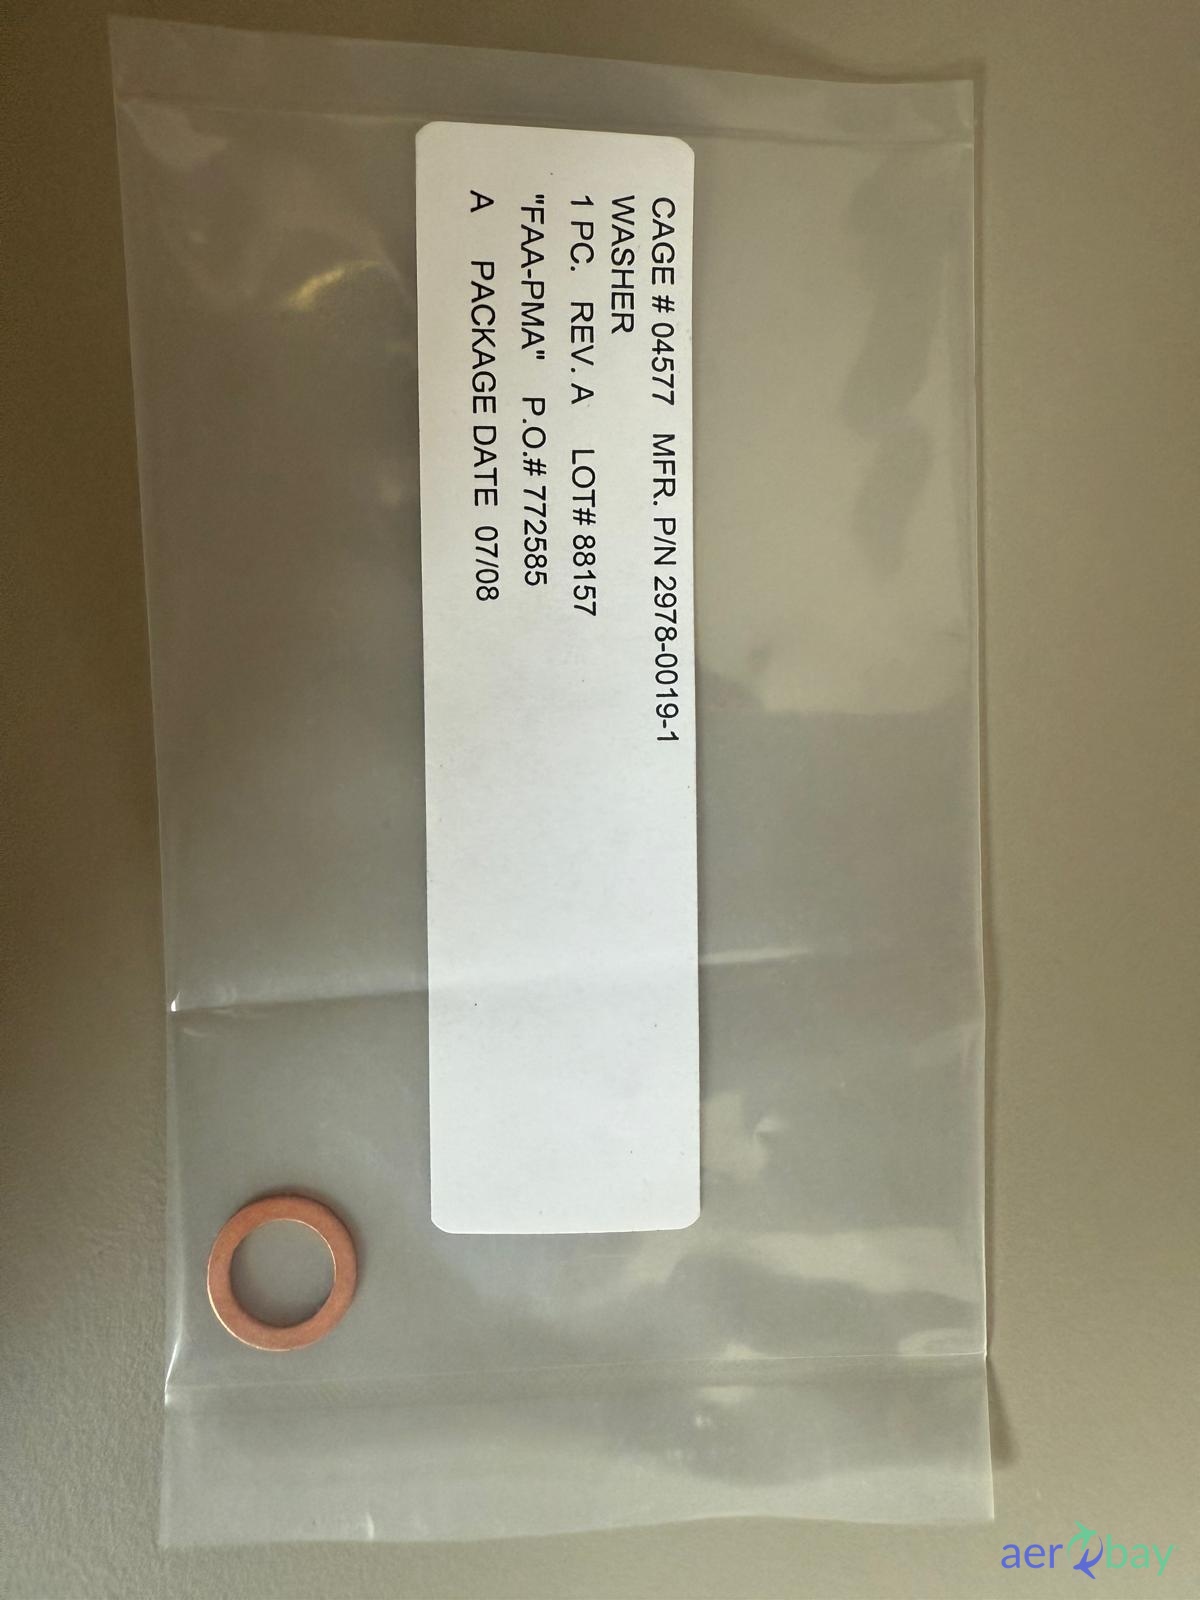 CAGE # 04577 MFR. P/N 2978-0019-1
WASHER
1 PC. REV. A LOT# 88157
"FAA-PMA" P.O.# 772585
A PACKAGE DATE 07/08
aerobay